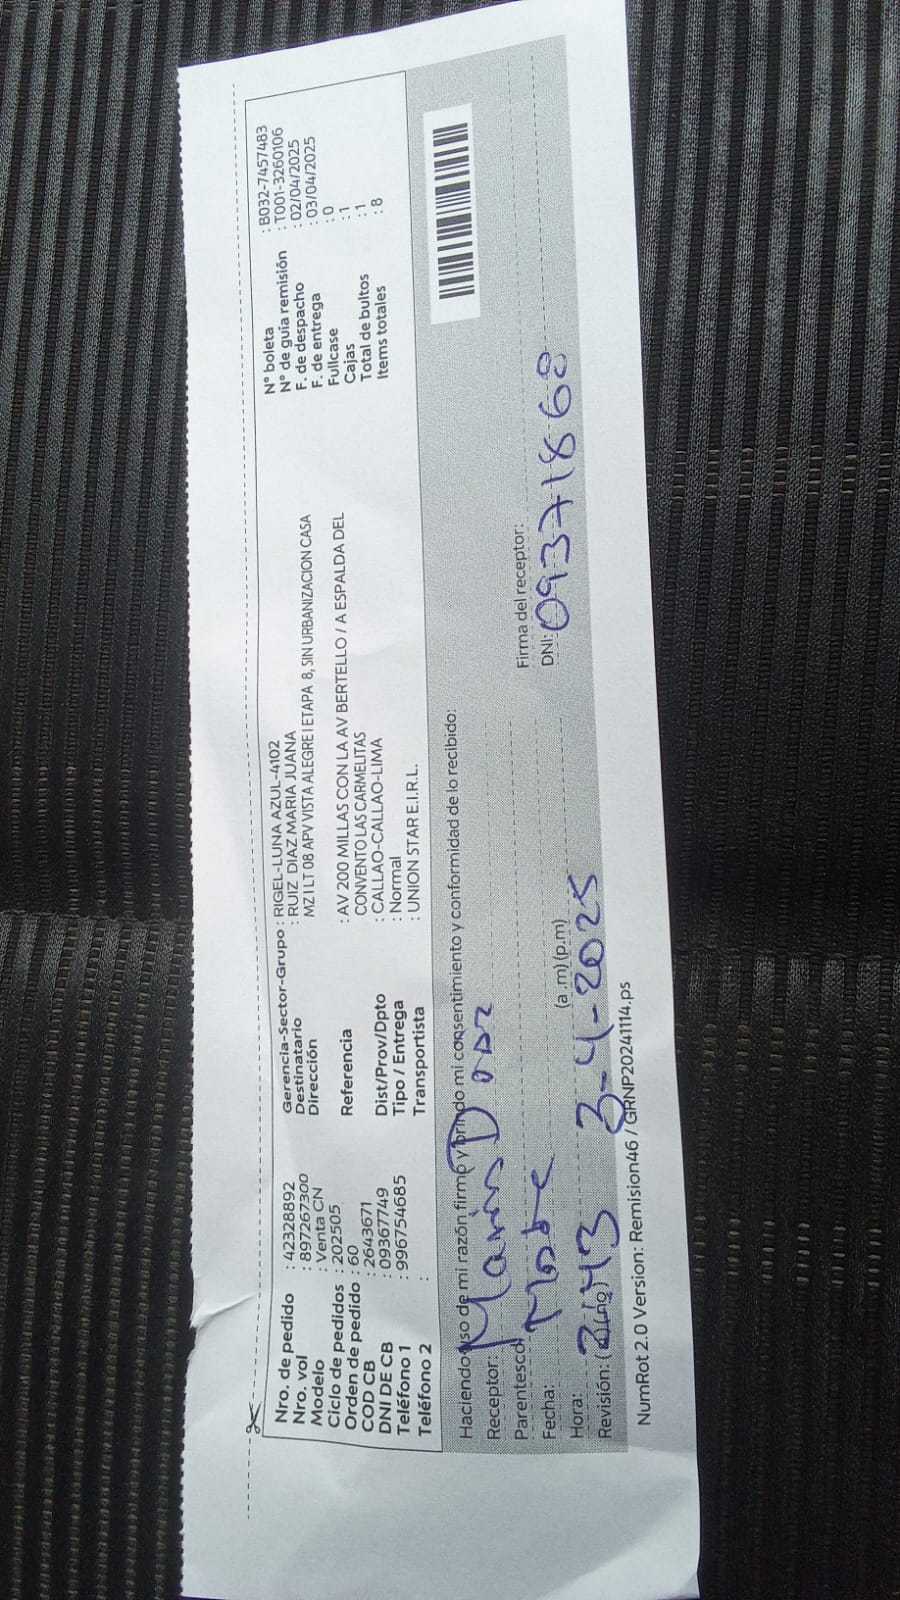 Nro. de pedido : 42328892
Nro. vol : 897267300
Modelo : Venta CN
Ciclo de pedidos : 202505
Orden de pedido : 60
COD CB : 2643671
DNI DE CB : 09367749
Teléfono 1 : 996754685
Teléfono 2 :
Gerencia-Sector-Grupo : RIGEL-LUNA AZUL-4102
Destinatario : RUIZ DIAZ MARIA JUANA
Dirección MZ I LT 08 APV VISTA ALEGRE I ETAPA 8, SIN URBANIZACION CASA
Referencia : AV 200 MILLAS CON LA AV BERTELLO / A ESPALDA DEL
CONVENTO LAS CARMELITAS
Dist/Prov/Dpto : CALLAO-CALLAO-LIMA
Tipo / Entrega : Normal
Transportista : UNION STAR E.I.R.L.
N° boleta : B032-7457483
N° de guía remisión : T001-3260106
F. de despacho : 02/04/2025
F. de entrega : 03/04/2025
Fullcase : 0
Cajas : 1
Total de bultos : 1
Items totales : 8
Haciendo uso de mi razón firmo y brindo mi consentimiento y conformidad de lo recibido:
Receptor:
Parentesco:
Fecha:
Hora: 2:43 (a .m) (p.m) 3-4-2025
Revisión: (
Firma del receptor:
DNI: 09371860
NumRot 2.0 Version: Remision46 / GRNP20241114.ps